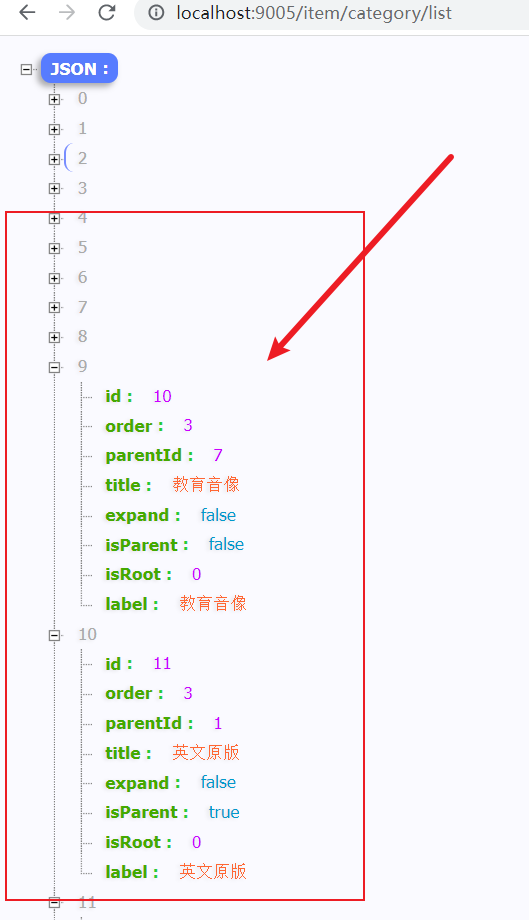 localhost:9005/item/category/list
JSON :
0
1
2
3
4
5
6
7
8
9
id : 10
order : 3
parentId : 7
title : 教育音像
expand : false
isParent : false
isRoot : 0
label : 教育音像
10
id : 11
order : 3
parentId : 1
title : 英文原版
expand : false
isParent : true
isRoot : 0
label : 英文原版
11